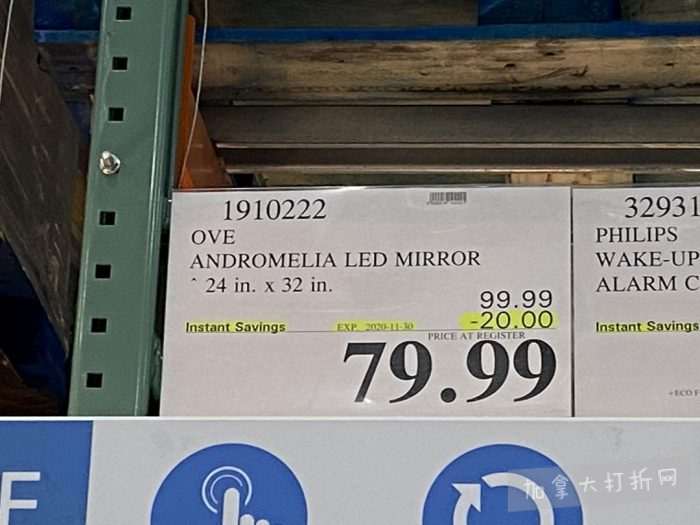 1910222
OVE
ANDROMELIA LED MIRROR
^ 24 in. x 32 in.
99.99
Instant Savings EXP. 2020-11-30 -20.00
PRICE AT REGISTER
79.99
32931
PHILIPS
WAKE-UP
ALARM C
Instant Savings
+ECO F
E
加拿大打折网